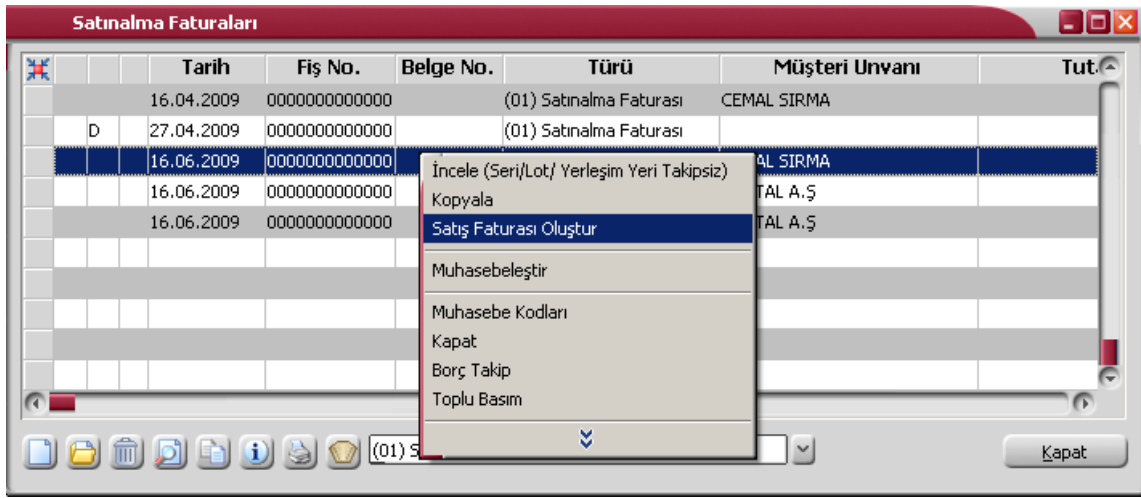 Satınalma Faturaları
Tarih Fiş No. Belge No. Türü Müşteri Unvanı Tut
16.04.2009 0000000000000 (01) Satınalma Faturası CEMAL SIRMA
D 27.04.2009 0000000000000 (01) Satınalma Faturası
16.06.2009 0000000000000 AL SIRMA
16.06.2009 0000000000000 TAL A.Ş
16.06.2009 0000000000000 TAL A.Ş
İncele (Seri/Lot/ Yerleşim Yeri Takipsiz)
Kopyala
Satış Faturası Oluştur
Muhasebeleştir
Muhasebe Kodları
Kapat
Borç Takip
Toplu Basım
(01) S
Kapat